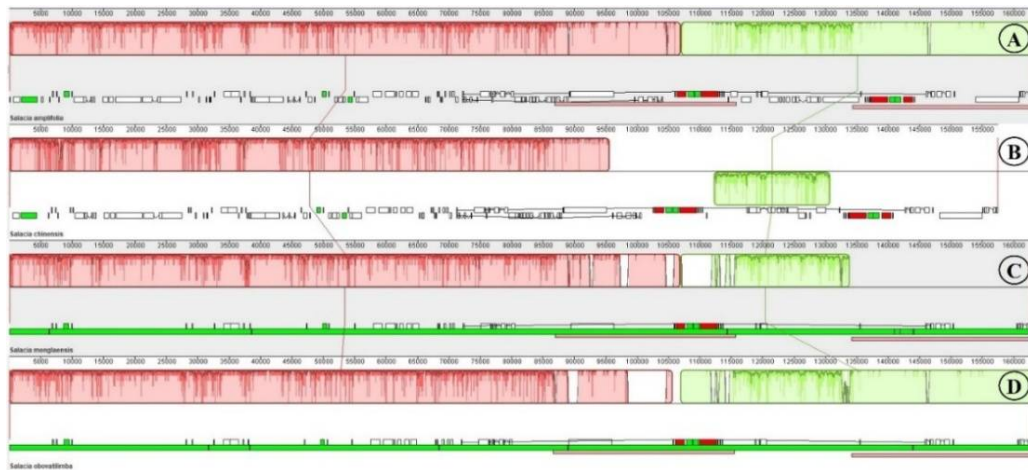 5000 10000 15000 20000 25000 30000 35000 40000 45000 50000 55000 60000 65000 70000 75000 80000 85000 90000 95000 100000 105000 110000 115000 120000 125000 130000 135000 140000 145000 150000 155000 160000
A
Salacia amplifolia
5000 10000 15000 20000 25000 30000 35000 40000 45000 50000 55000 60000 65000 70000 75000 80000 85000 90000 95000 100000 105000 110000 115000 120000 125000 130000 135000 140000 145000 150000 155000
B
Salacia chinensis
5000 10000 15000 20000 25000 30000 35000 40000 45000 50000 55000 60000 65000 70000 75000 80000 85000 90000 95000 100000 105000 110000 115000 120000 125000 130000 135000 140000 145000 150000 155000 160000
C
Salacia menglaensis
5000 10000 15000 20000 25000 30000 35000 40000 45000 50000 55000 60000 65000 70000 75000 80000 85000 90000 95000 100000 105000 110000 115000 120000 125000 130000 135000 140000 145000 150000 155000 160000
D
Salacia obovatilimba